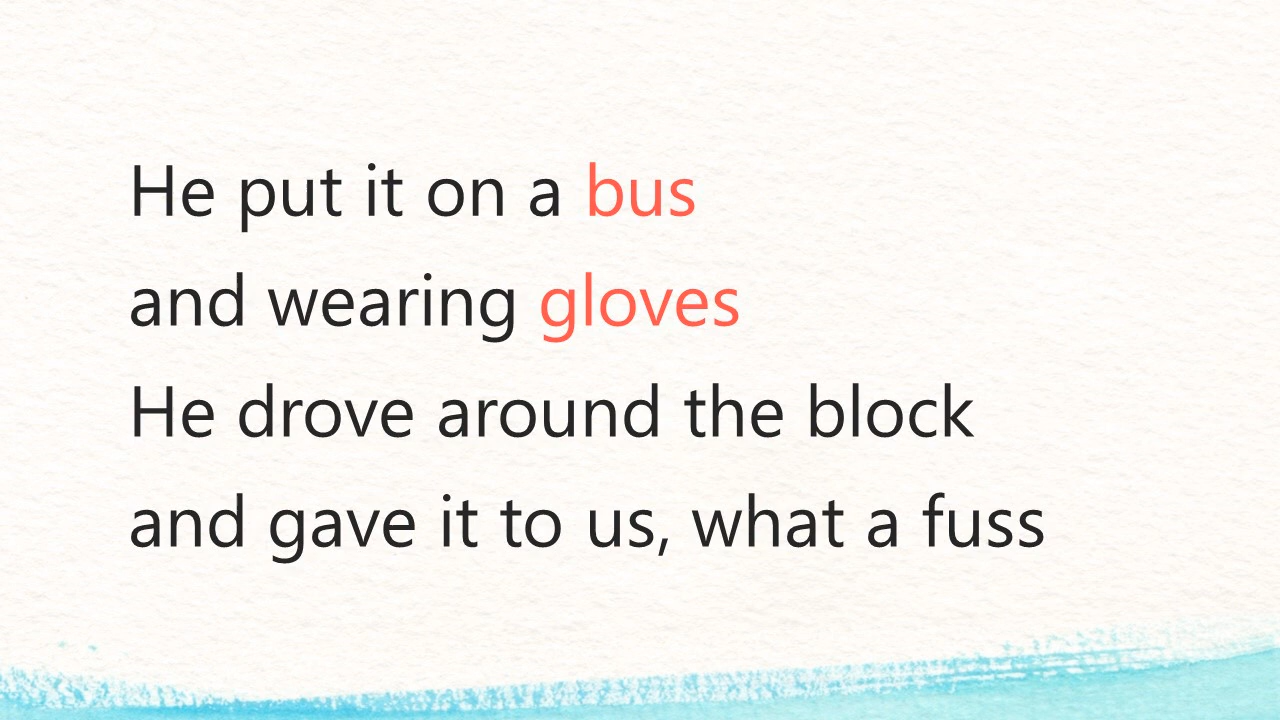 He put it on a bus
and wearing gloves
He drove around the block
and gave it to us, what a fuss